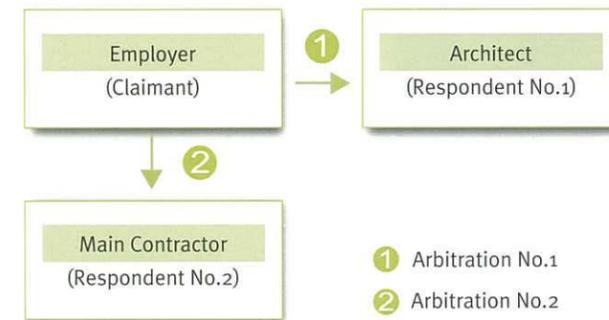 Employer
(Claimant)
1
Architect
(Respondent No.1)
2
Main Contractor
(Respondent No.2)
1 Arbitration No.1
2 Arbitration No.2